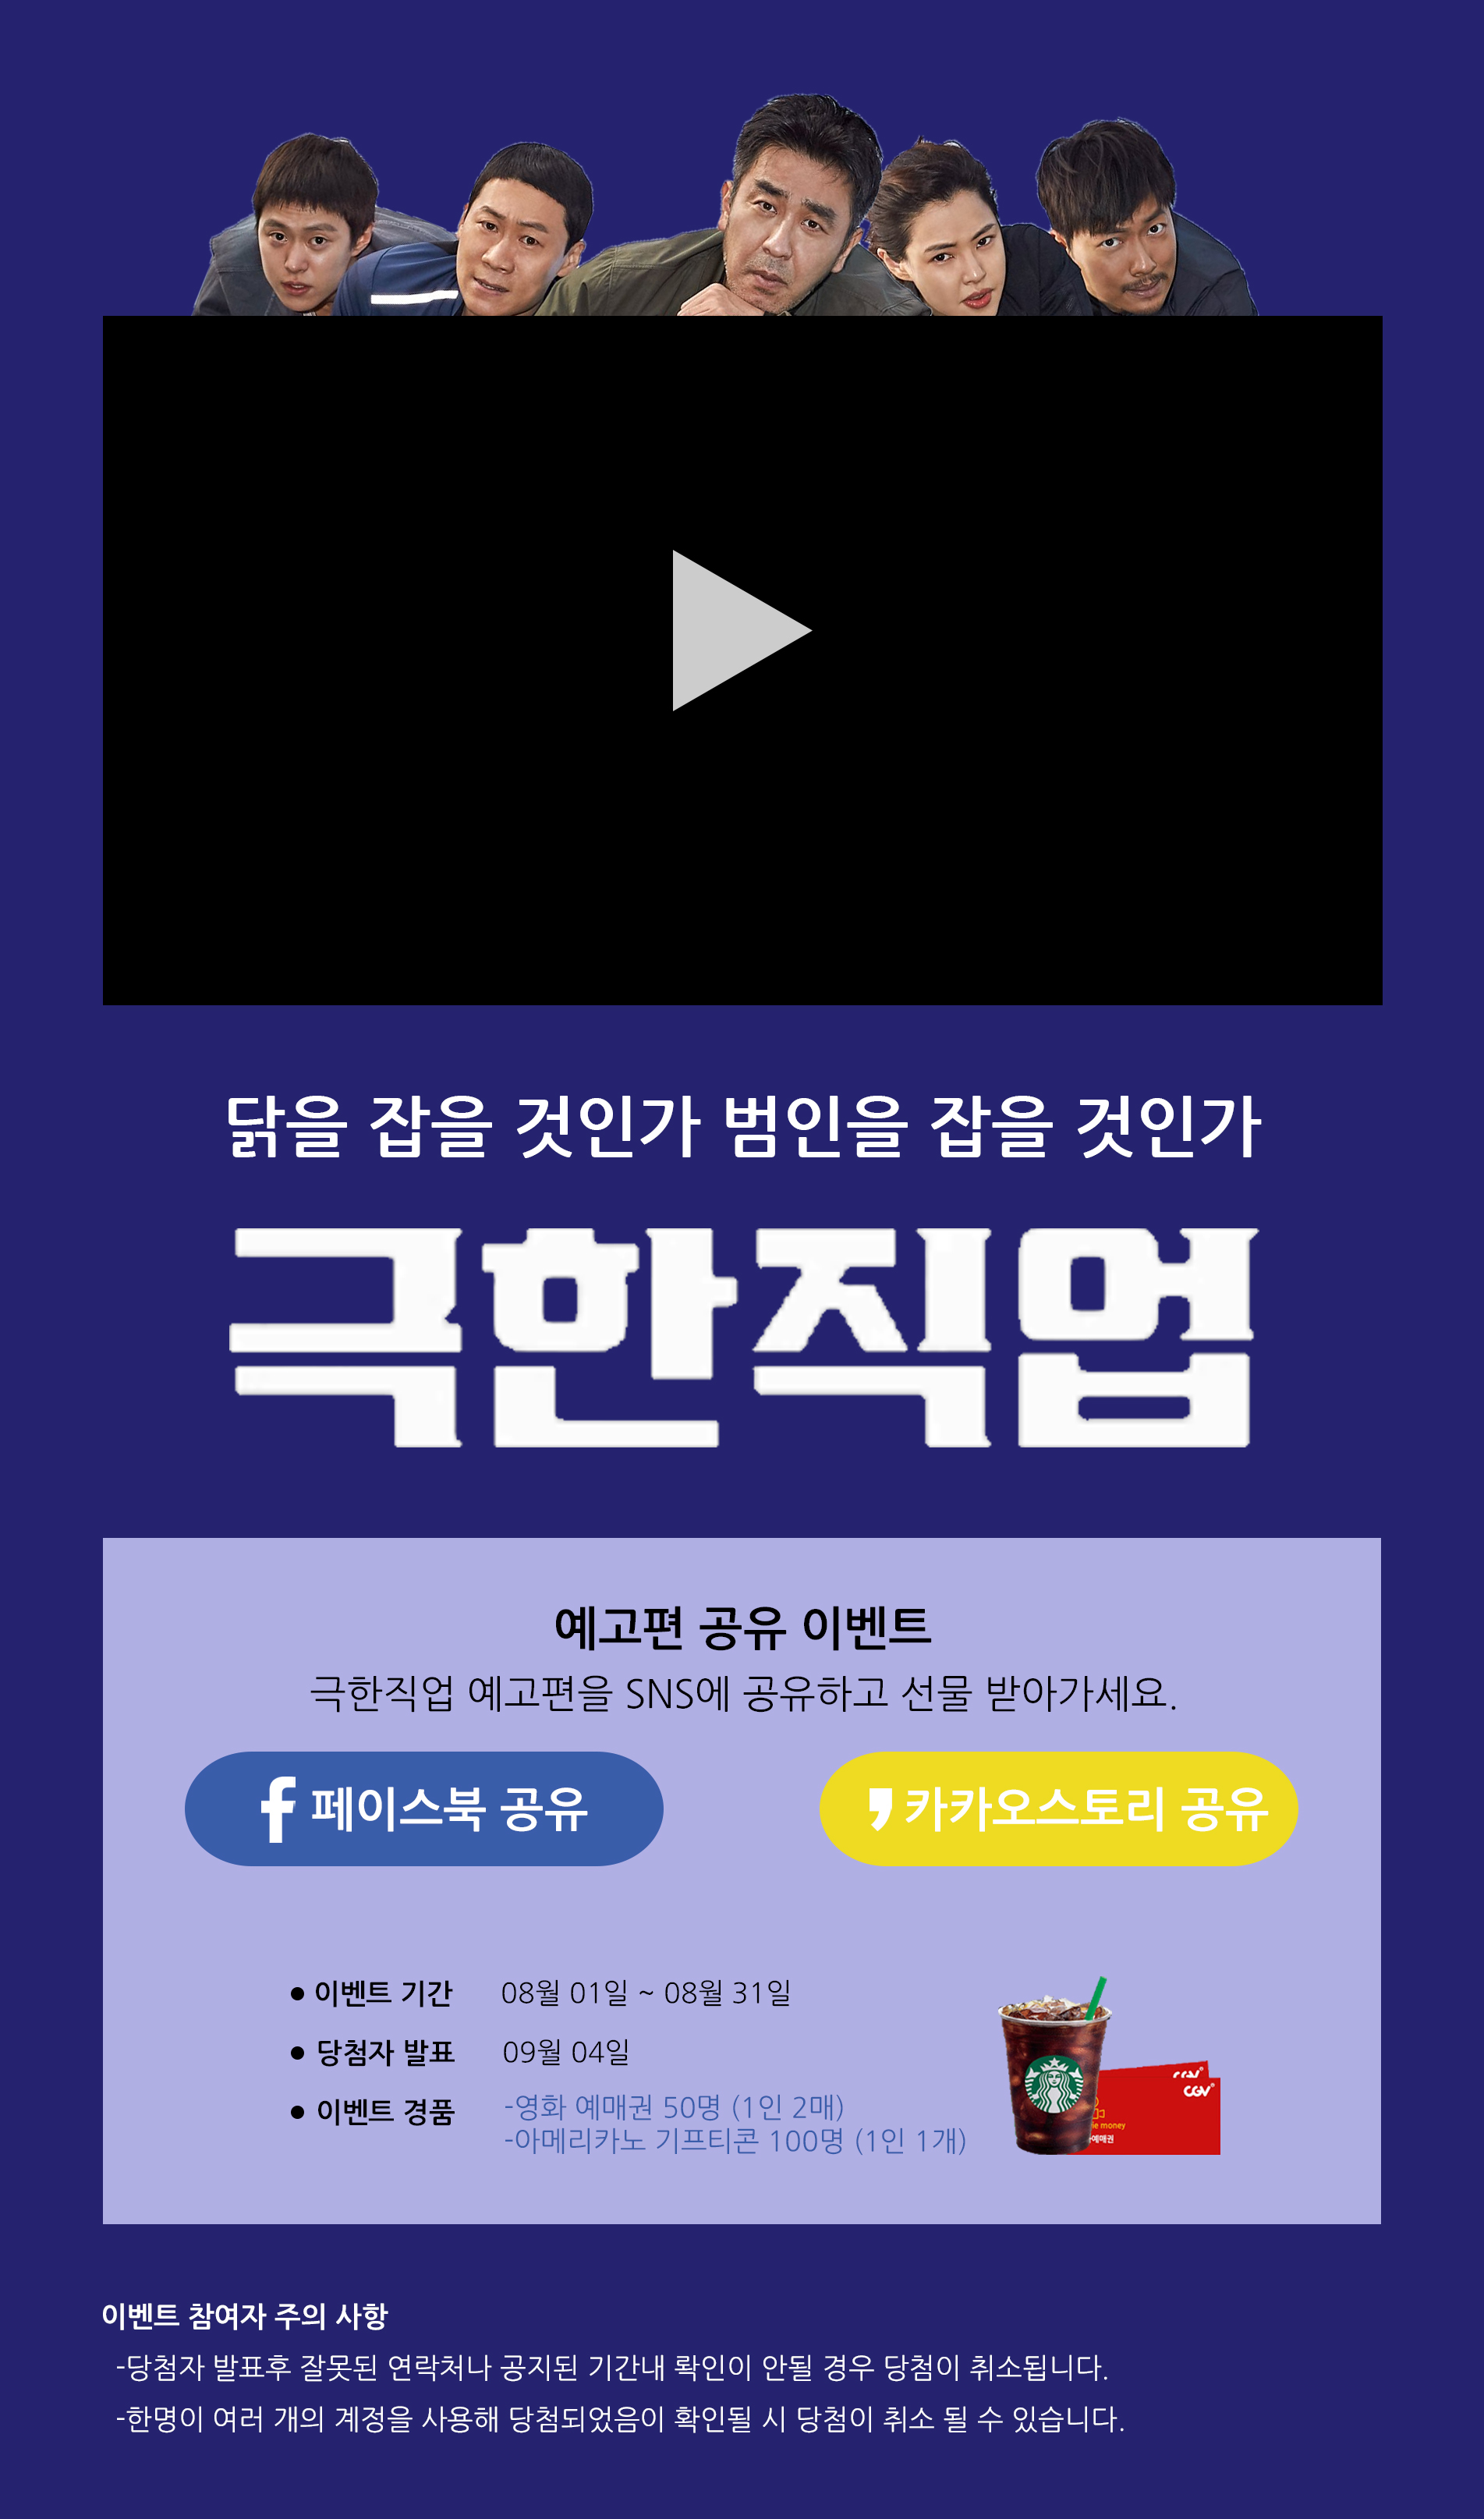 닭을 잡을 것인가 범인을 잡을 것인가
극한직업
예고편 공유 이벤트
극한직업 예고편을 SNS에 공유하고 선물 받아가세요.
f 페이스북 공유
카카오스토리 공유
● 이벤트 기간 08월 01일 ~ 08월 31일
● 당첨자 발표 09월 04일
● 이벤트 경품 -영화 예매권 50명 (1인 2매)
-아메리카노 기프티콘 100명 (1인 1개)
CGV
CGV
ie money
예매권
이벤트 참여자 주의 사항
-당첨자 발표후 잘못된 연락처나 공지된 기간내 롹인이 안될 경우 당첨이 취소됩니다.
-한명이 여러 개의 계정을 사용해 당첨되었음이 확인될 시 당첨이 취소 될 수 있습니다.